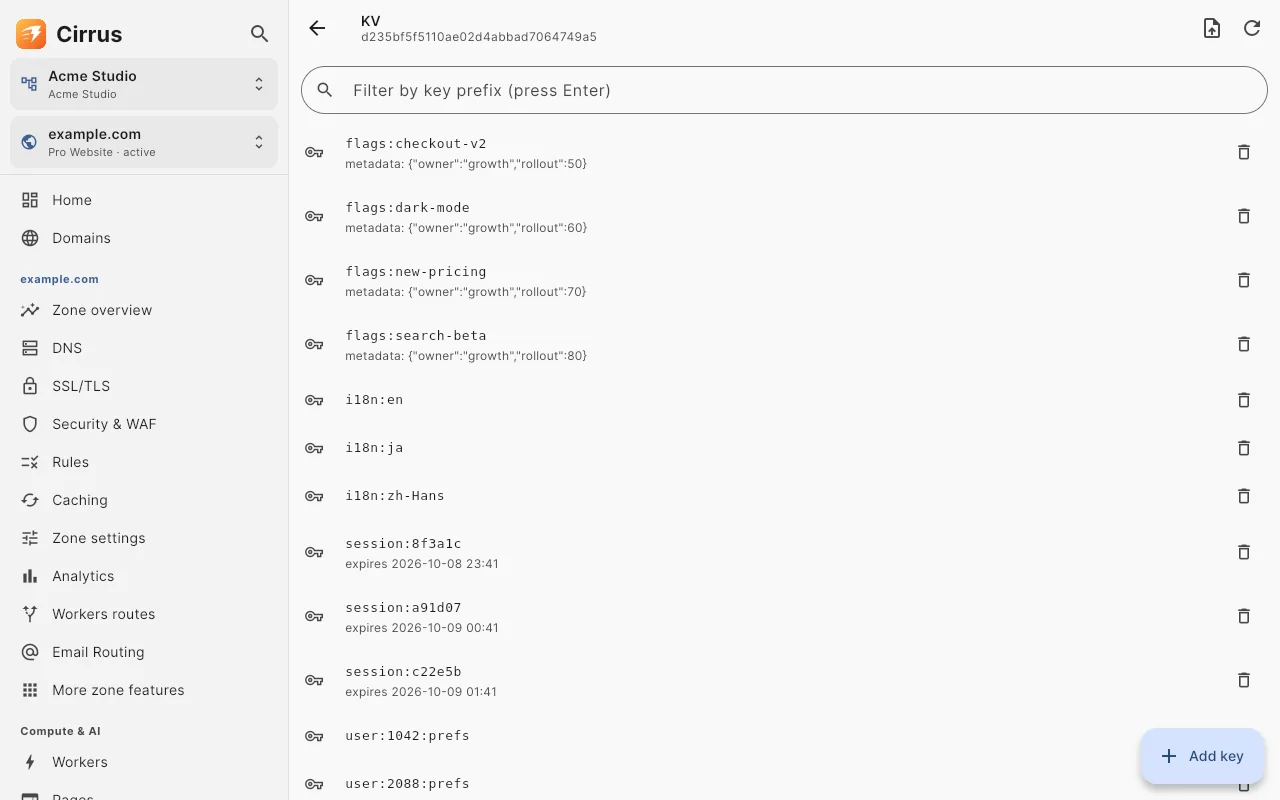 Cirrus
Acme Studio
Acme Studio
example.com
Pro Website · active
Home
Domains
example.com
Zone overview
DNS
SSL/TLS
Security & WAF
Rules
Caching
Zone settings
Analytics
Workers routes
Email Routing
More zone features
Compute & AI
Workers
Pages
KV
d235bf5f5110ae02d4abbad7064749a5
Filter by key prefix (press Enter)
flags:checkout-v2
metadata: {"owner":"growth","rollout":50}
flags:dark-mode
metadata: {"owner":"growth","rollout":60}
flags:new-pricing
metadata: {"owner":"growth","rollout":70}
flags:search-beta
metadata: {"owner":"growth","rollout":80}
i18n:en
i18n:ja
i18n:zh-Hans
session:8f3a1c
expires 2026-10-08 23:41
session:a91d07
expires 2026-10-09 00:41
session:c22e5b
expires 2026-10-09 01:41
user:1042:prefs
user:2088:prefs
Add key